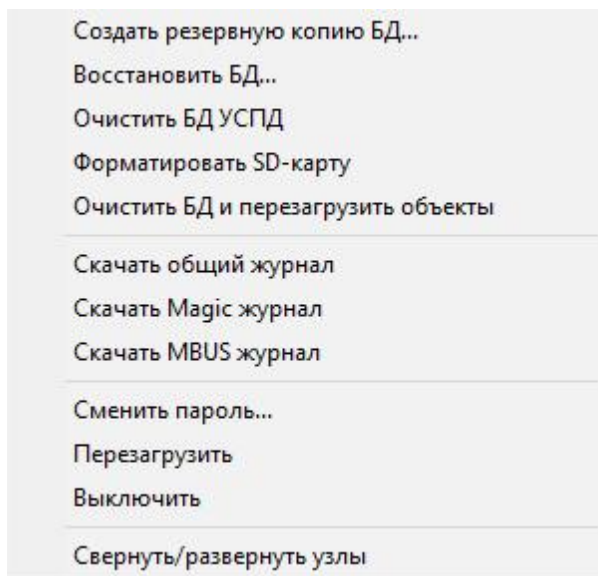 Создать резервную копию БД...
Восстановить БД...
Очистить БД УСПД
Форматировать SD-карту
Очистить БД и перезагрузить объекты
Скачать общий журнал
Скачать Magic журнал
Скачать MBUS журнал
Сменить пароль...
Перезагрузить
Выключить
Свернуть/развернуть узлы